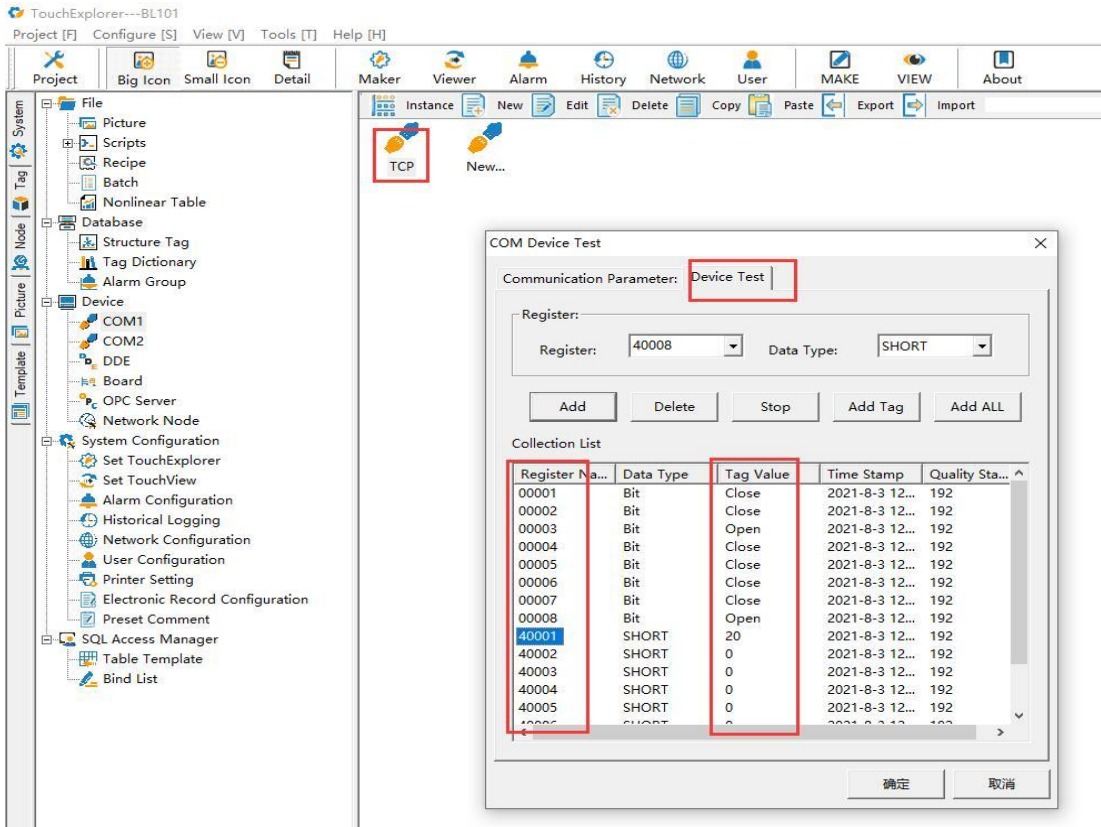 TouchExplorer---BL101
Project [F] Configure [S] View [V] Tools [T] Help [H]
Project Big Icon Small Icon Detail Maker Viewer Alarm History Network User MAKE VIEW About
Instance New Edit Delete Copy Paste Export Import
System
Tag
Node
Picture
Template
File
Picture
Scripts
Recipe
Batch
Nonlinear Table
Database
Structure Tag
Tag Dictionary
Alarm Group
Device
COM1
COM2
DDE
Board
OPC Server
Network Node
System Configuration
Set TouchExplorer
Set TouchView
Alarm Configuration
Historical Logging
Network Configuration
User Configuration
Printer Setting
Electronic Record Configuration
Preset Comment
SQL Access Manager
Table Template
Bind List
TCP New...
COM Device Test
Communication Parameter: Device Test
Register:
Register: 40008 Data Type: SHORT
Add Delete Stop Add Tag Add ALL
Collection List
Register Na... Data Type Tag Value Time Stamp Quality Sta...
00001 Bit Close 2021-8-3 12... 192
00002 Bit Close 2021-8-3 12... 192
00003 Bit Open 2021-8-3 12... 192
00004 Bit Close 2021-8-3 12... 192
00005 Bit Close 2021-8-3 12... 192
00006 Bit Close 2021-8-3 12... 192
00007 Bit Close 2021-8-3 12... 192
00008 Bit Open 2021-8-3 12... 192
40001 SHORT 20 2021-8-3 12... 192
40002 SHORT 0 2021-8-3 12... 192
40003 SHORT 0 2021-8-3 12... 192
40004 SHORT 0 2021-8-3 12... 192
40005 SHORT 0 2021-8-3 12... 192
确定 取消